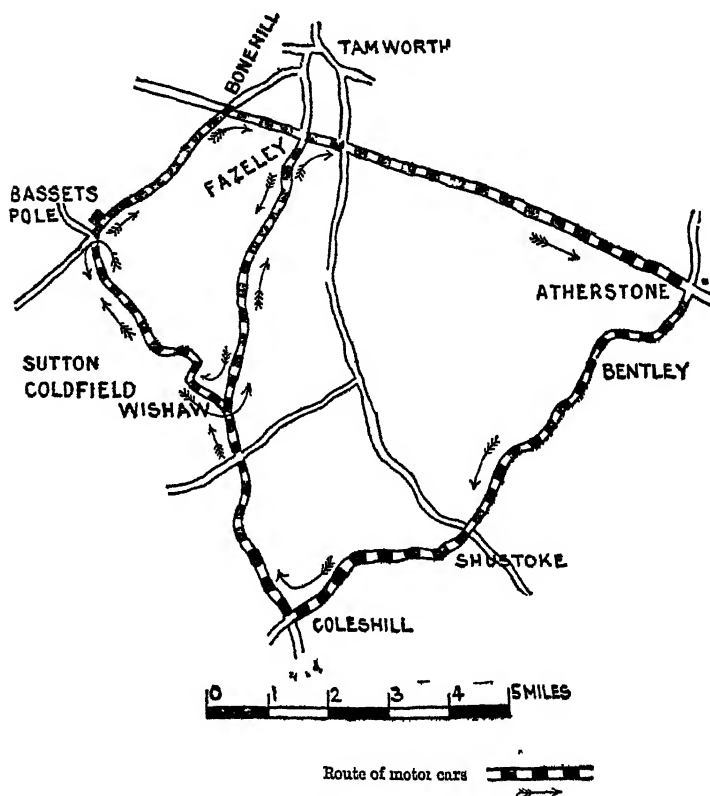 TAMWORTH
BONEHILL
FAZELEY
BASSETS
POLE
ATHERSTONE
BENTLEY
SUTTON
COLDFIELD
WISHAW
SHUSTOKE
COLESHILL
0 1 2 3 4 5 MILES
Route of motor cars